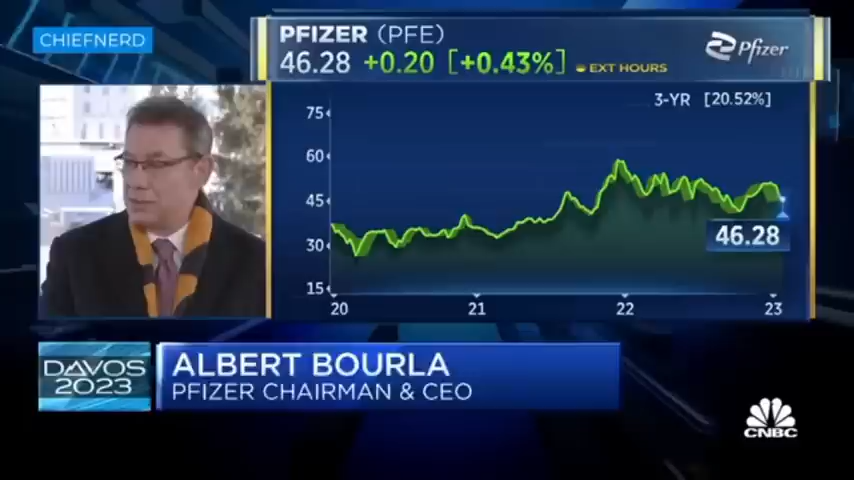 CHIEFNERD
PFIZER (PFE)
46.28 +0.20 [+0.43%] EXT HOURS
Pfizer
3-YR [20.52%]
75
60
45
30
15
46.28
20 21 22 23
DAVOS
2023
ALBERT BOURLA
PFIZER CHAIRMAN & CEO
CNBC